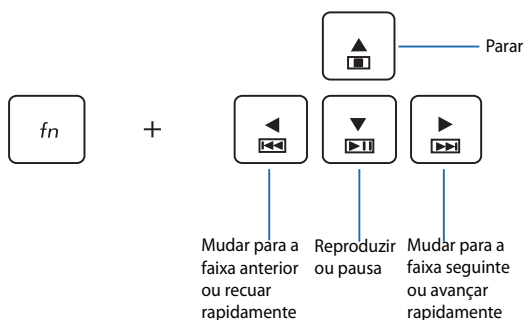 Parar
fn
+
Mudar para a
faixa anterior
ou recuar
rapidamente
Reproduzir
ou pausa
Mudar para a
faixa seguinte
ou avançar
rapidamente